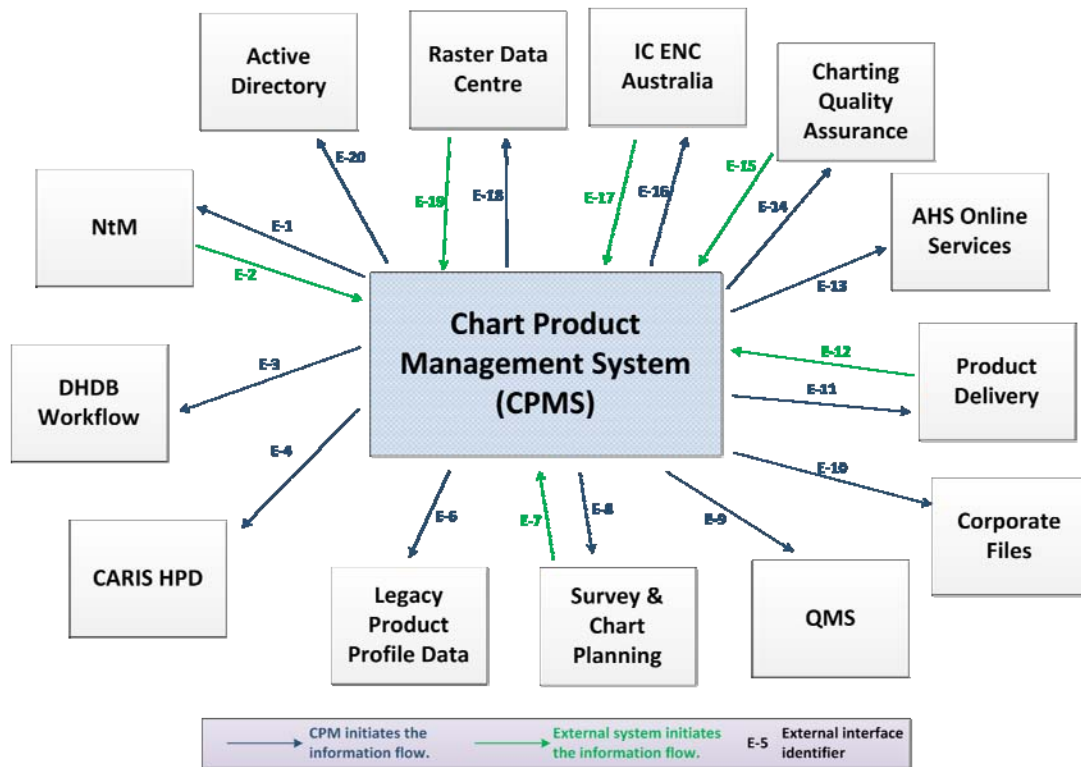 Active
Directory
Raster Data
Centre
IC ENC
Australia
Charting
Quality
Assurance
E-20
E-19
E-18
E-17
E-16
E-15
E-14
NtM
E-1
E-2
AHS Online
Services
E-13
Chart Product
Management System
(CPMS)
DHDB
Workflow
E-3
E-12
E-11
Product
Delivery
E-4
E-10
Corporate
Files
CARIS HPD
E-6
E-7
E-8
E-9
Legacy
Product
Profile Data
Survey &
Chart
Planning
QMS
CPM initiates the
information flow.
External system initiates
the information flow.
E-5
External interface
identifier